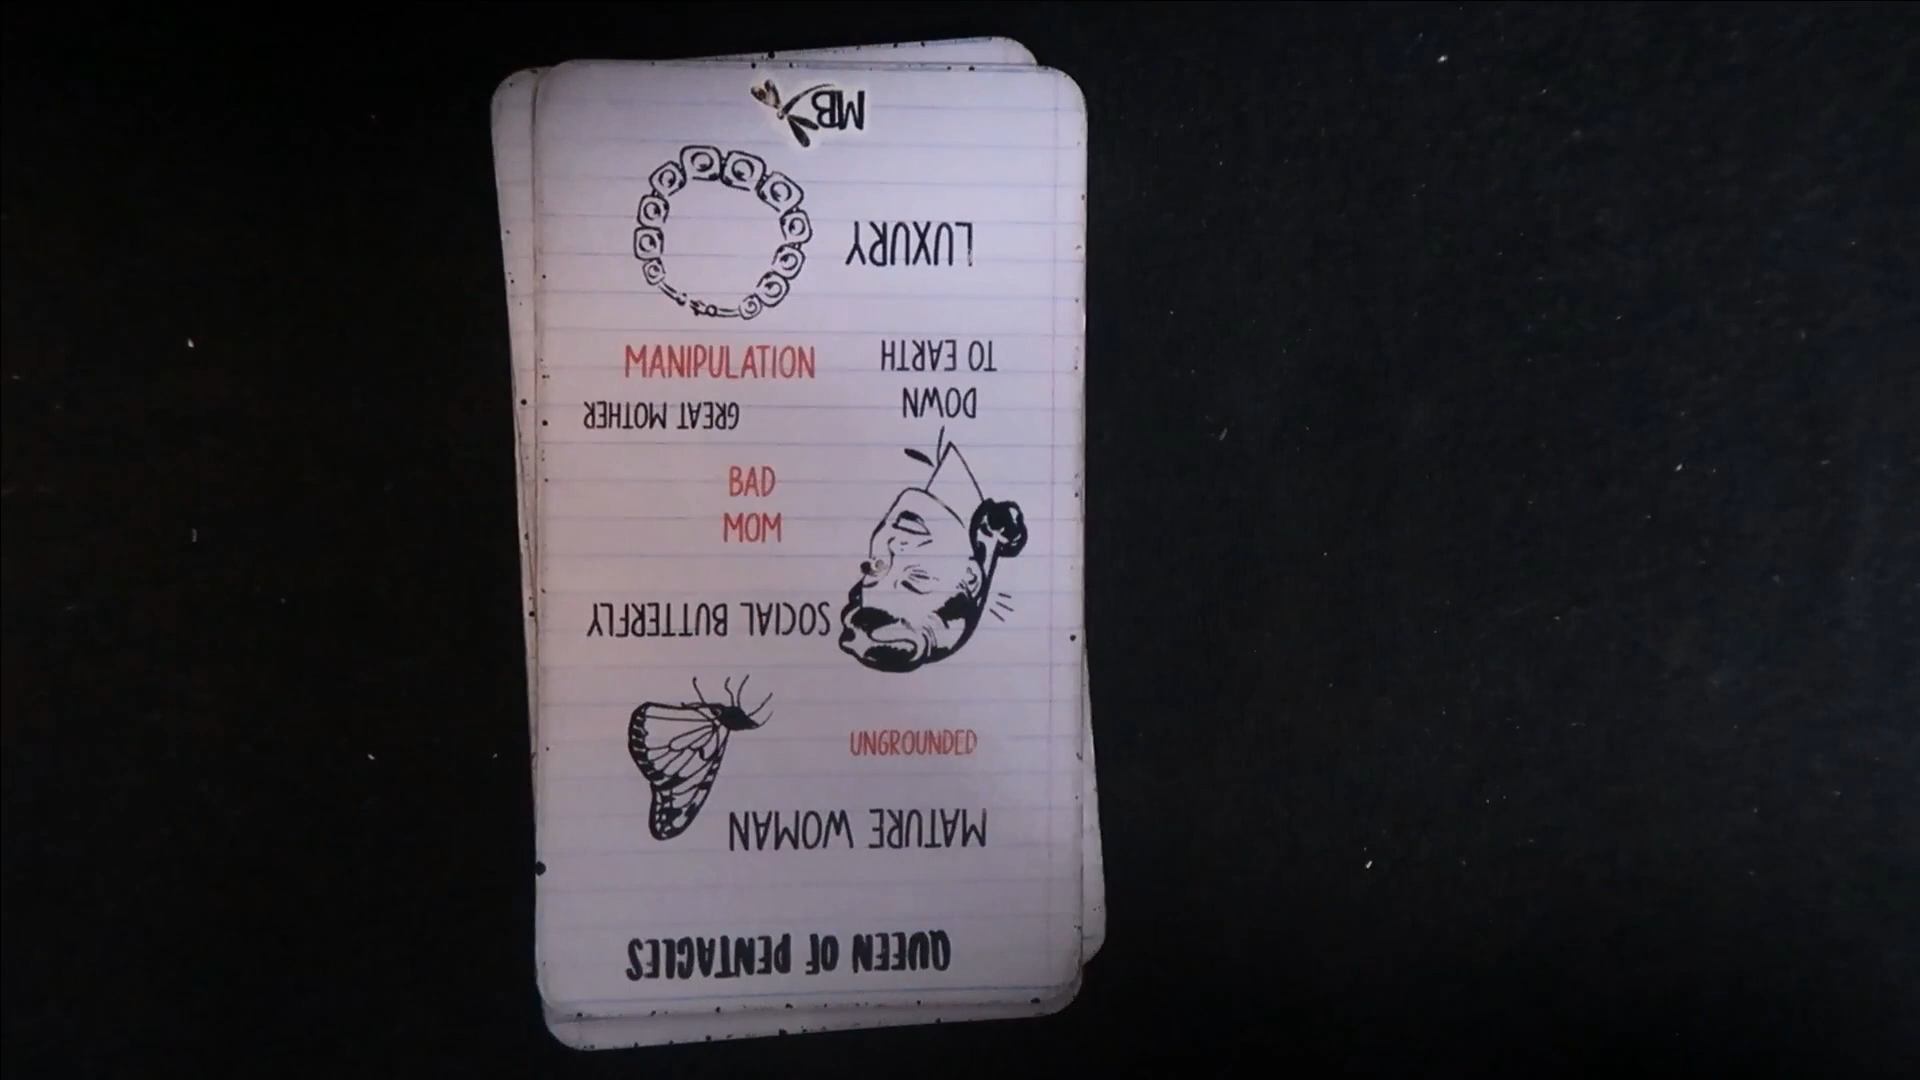 QUEEN OF PENTACLES
MATURE WOMAN
UNGROUNDED
SOCIAL BUTTERFLY
BAD
MOM
GREAT MOTHER
DOWN
TO EARTH
MANIPULATION
LUXURY
MB